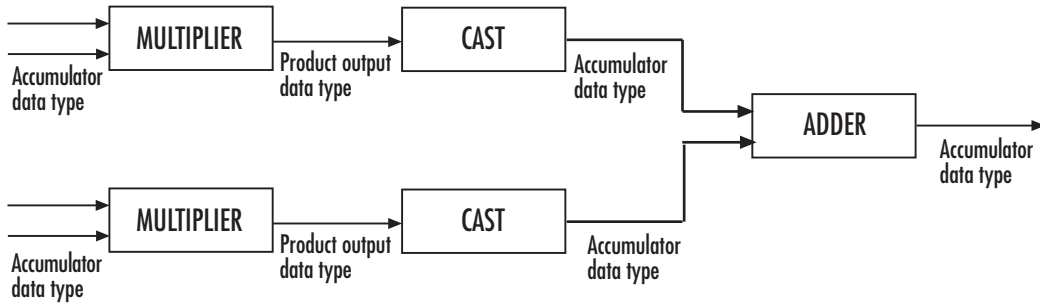 MULTIPLIER
CAST
Accumulator
data type
Product output
data type
Accumulator
data type
ADDER
Accumulator
data type
MULTIPLIER
CAST
Accumulator
data type
Product output
data type
Accumulator
data type